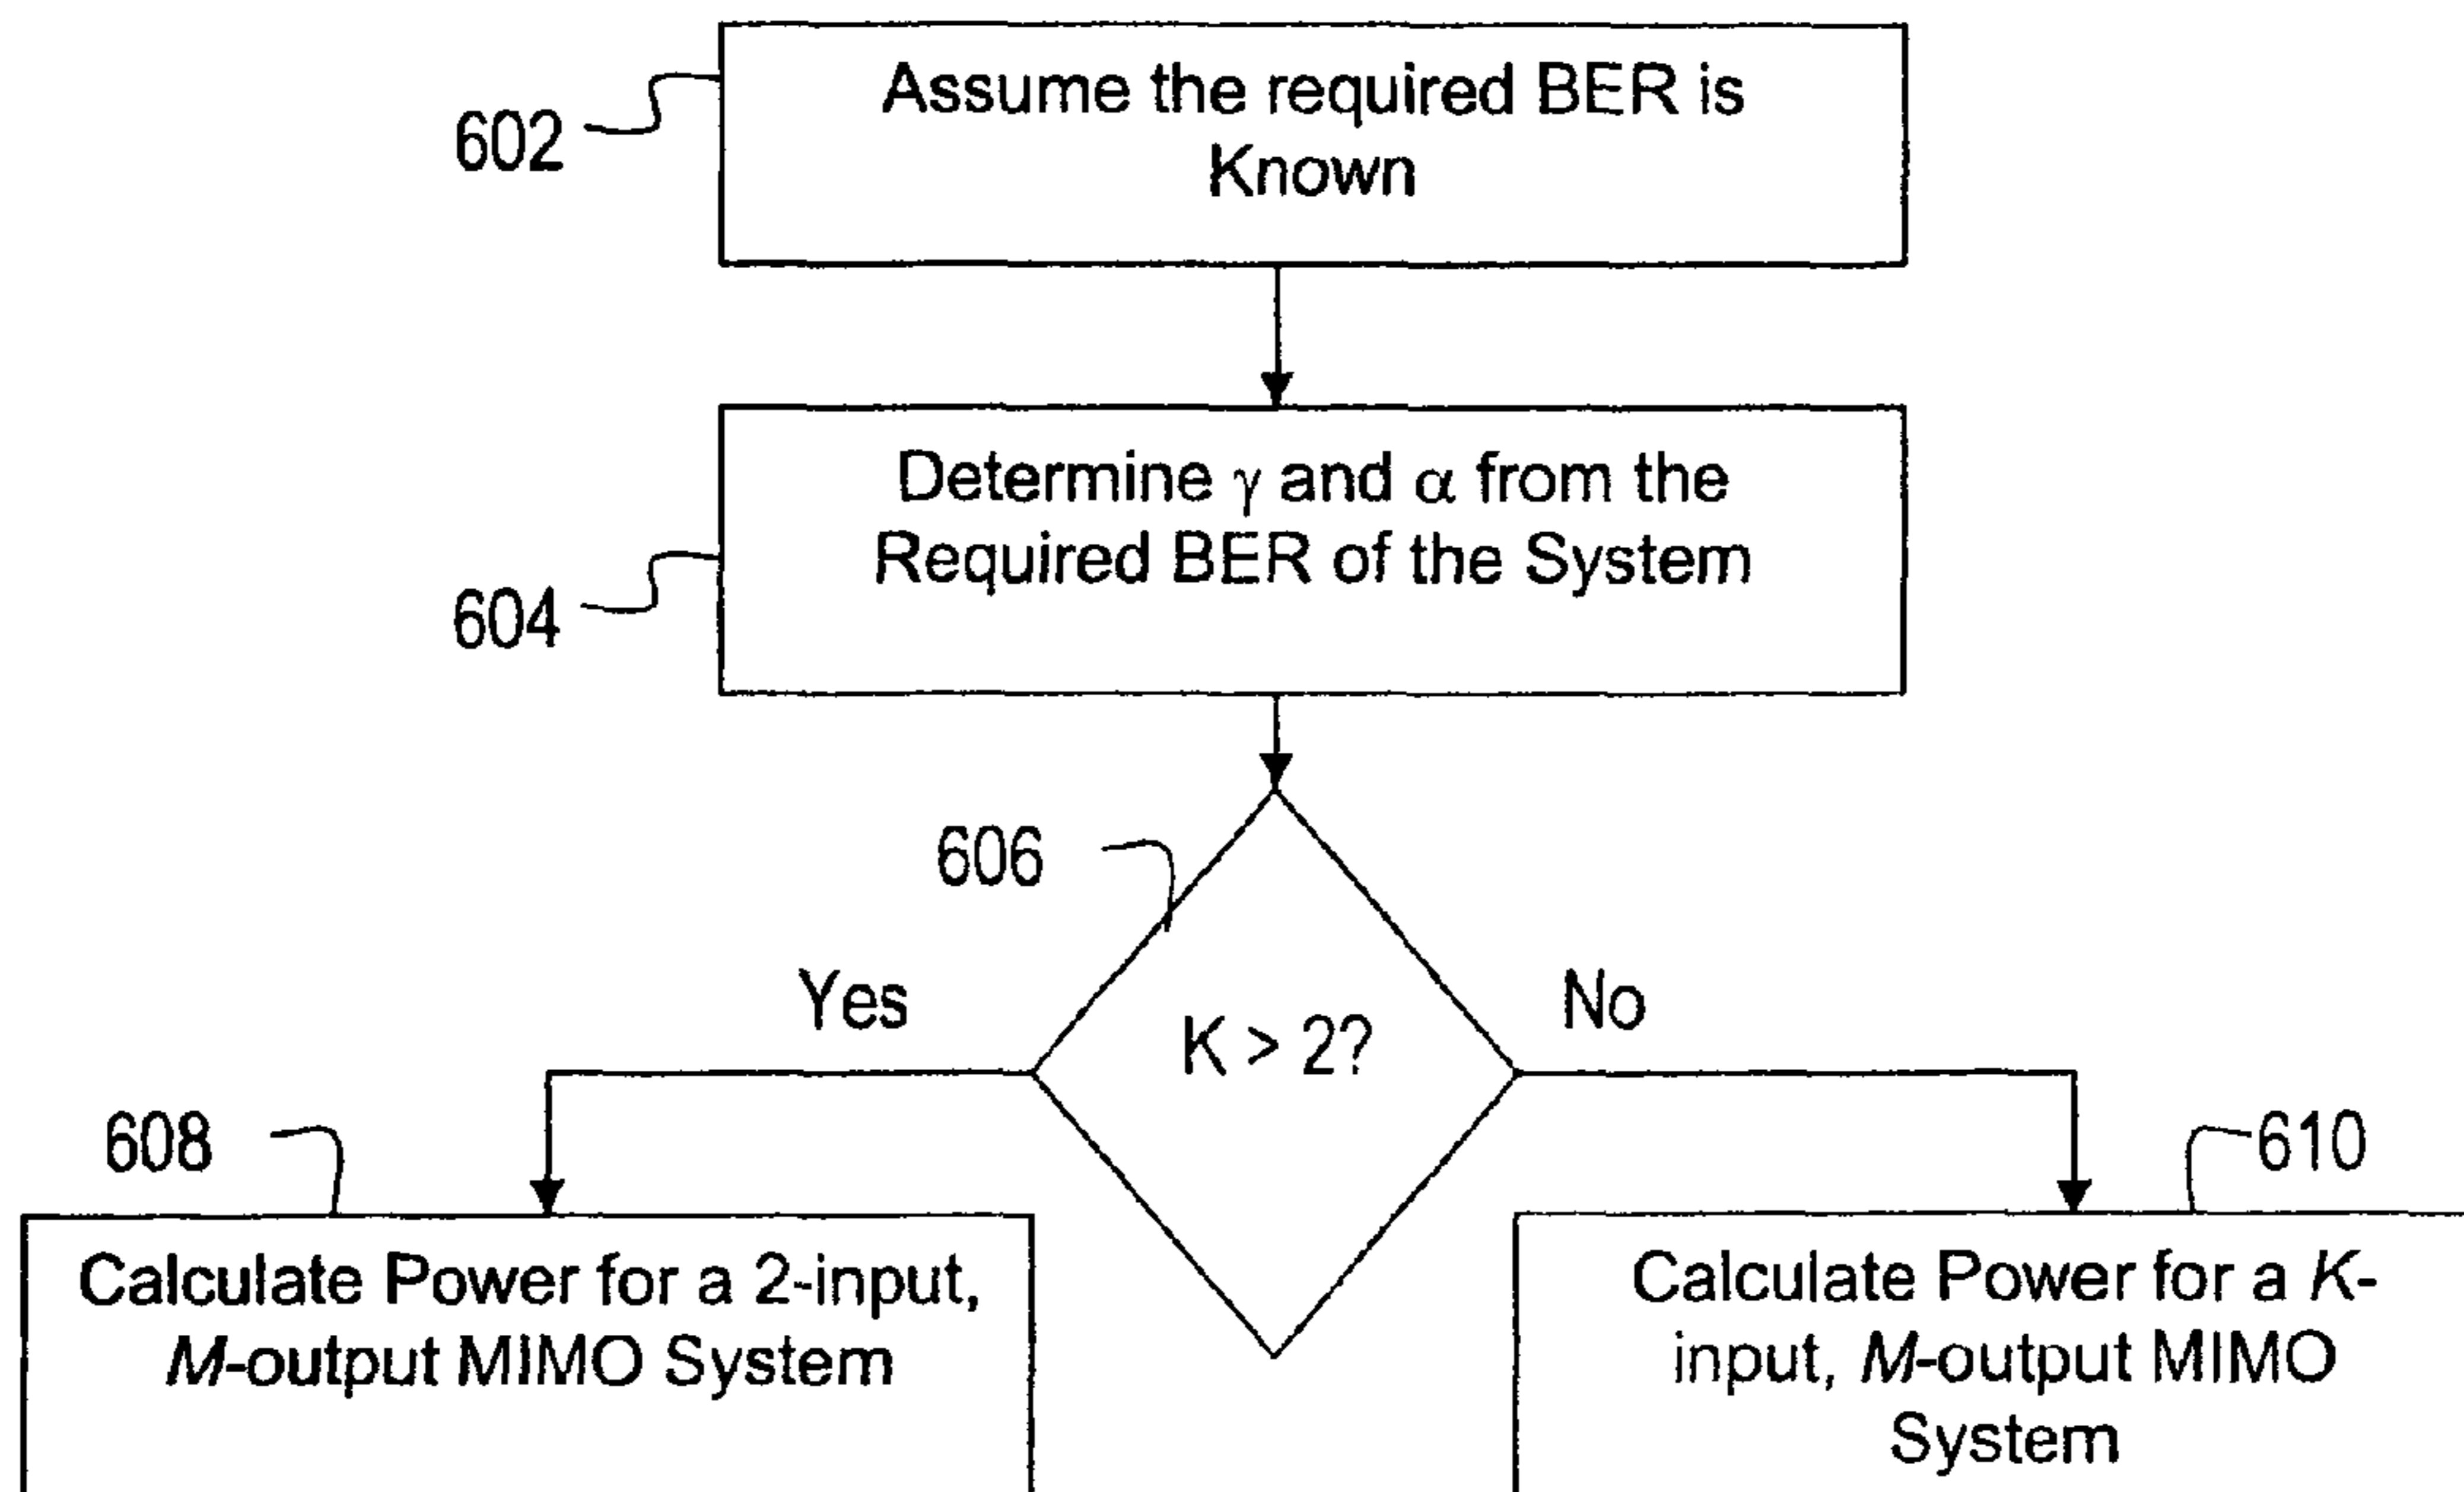 Assume the required BER is
Known
602
Determine γ and α from the
Required BER of the System
604
606
Yes
No
K > 2?
608
610
Calculate Power for a 2-input,
M-output MIMO System
Calculate Power for a K-
input, M-output MIMO
System